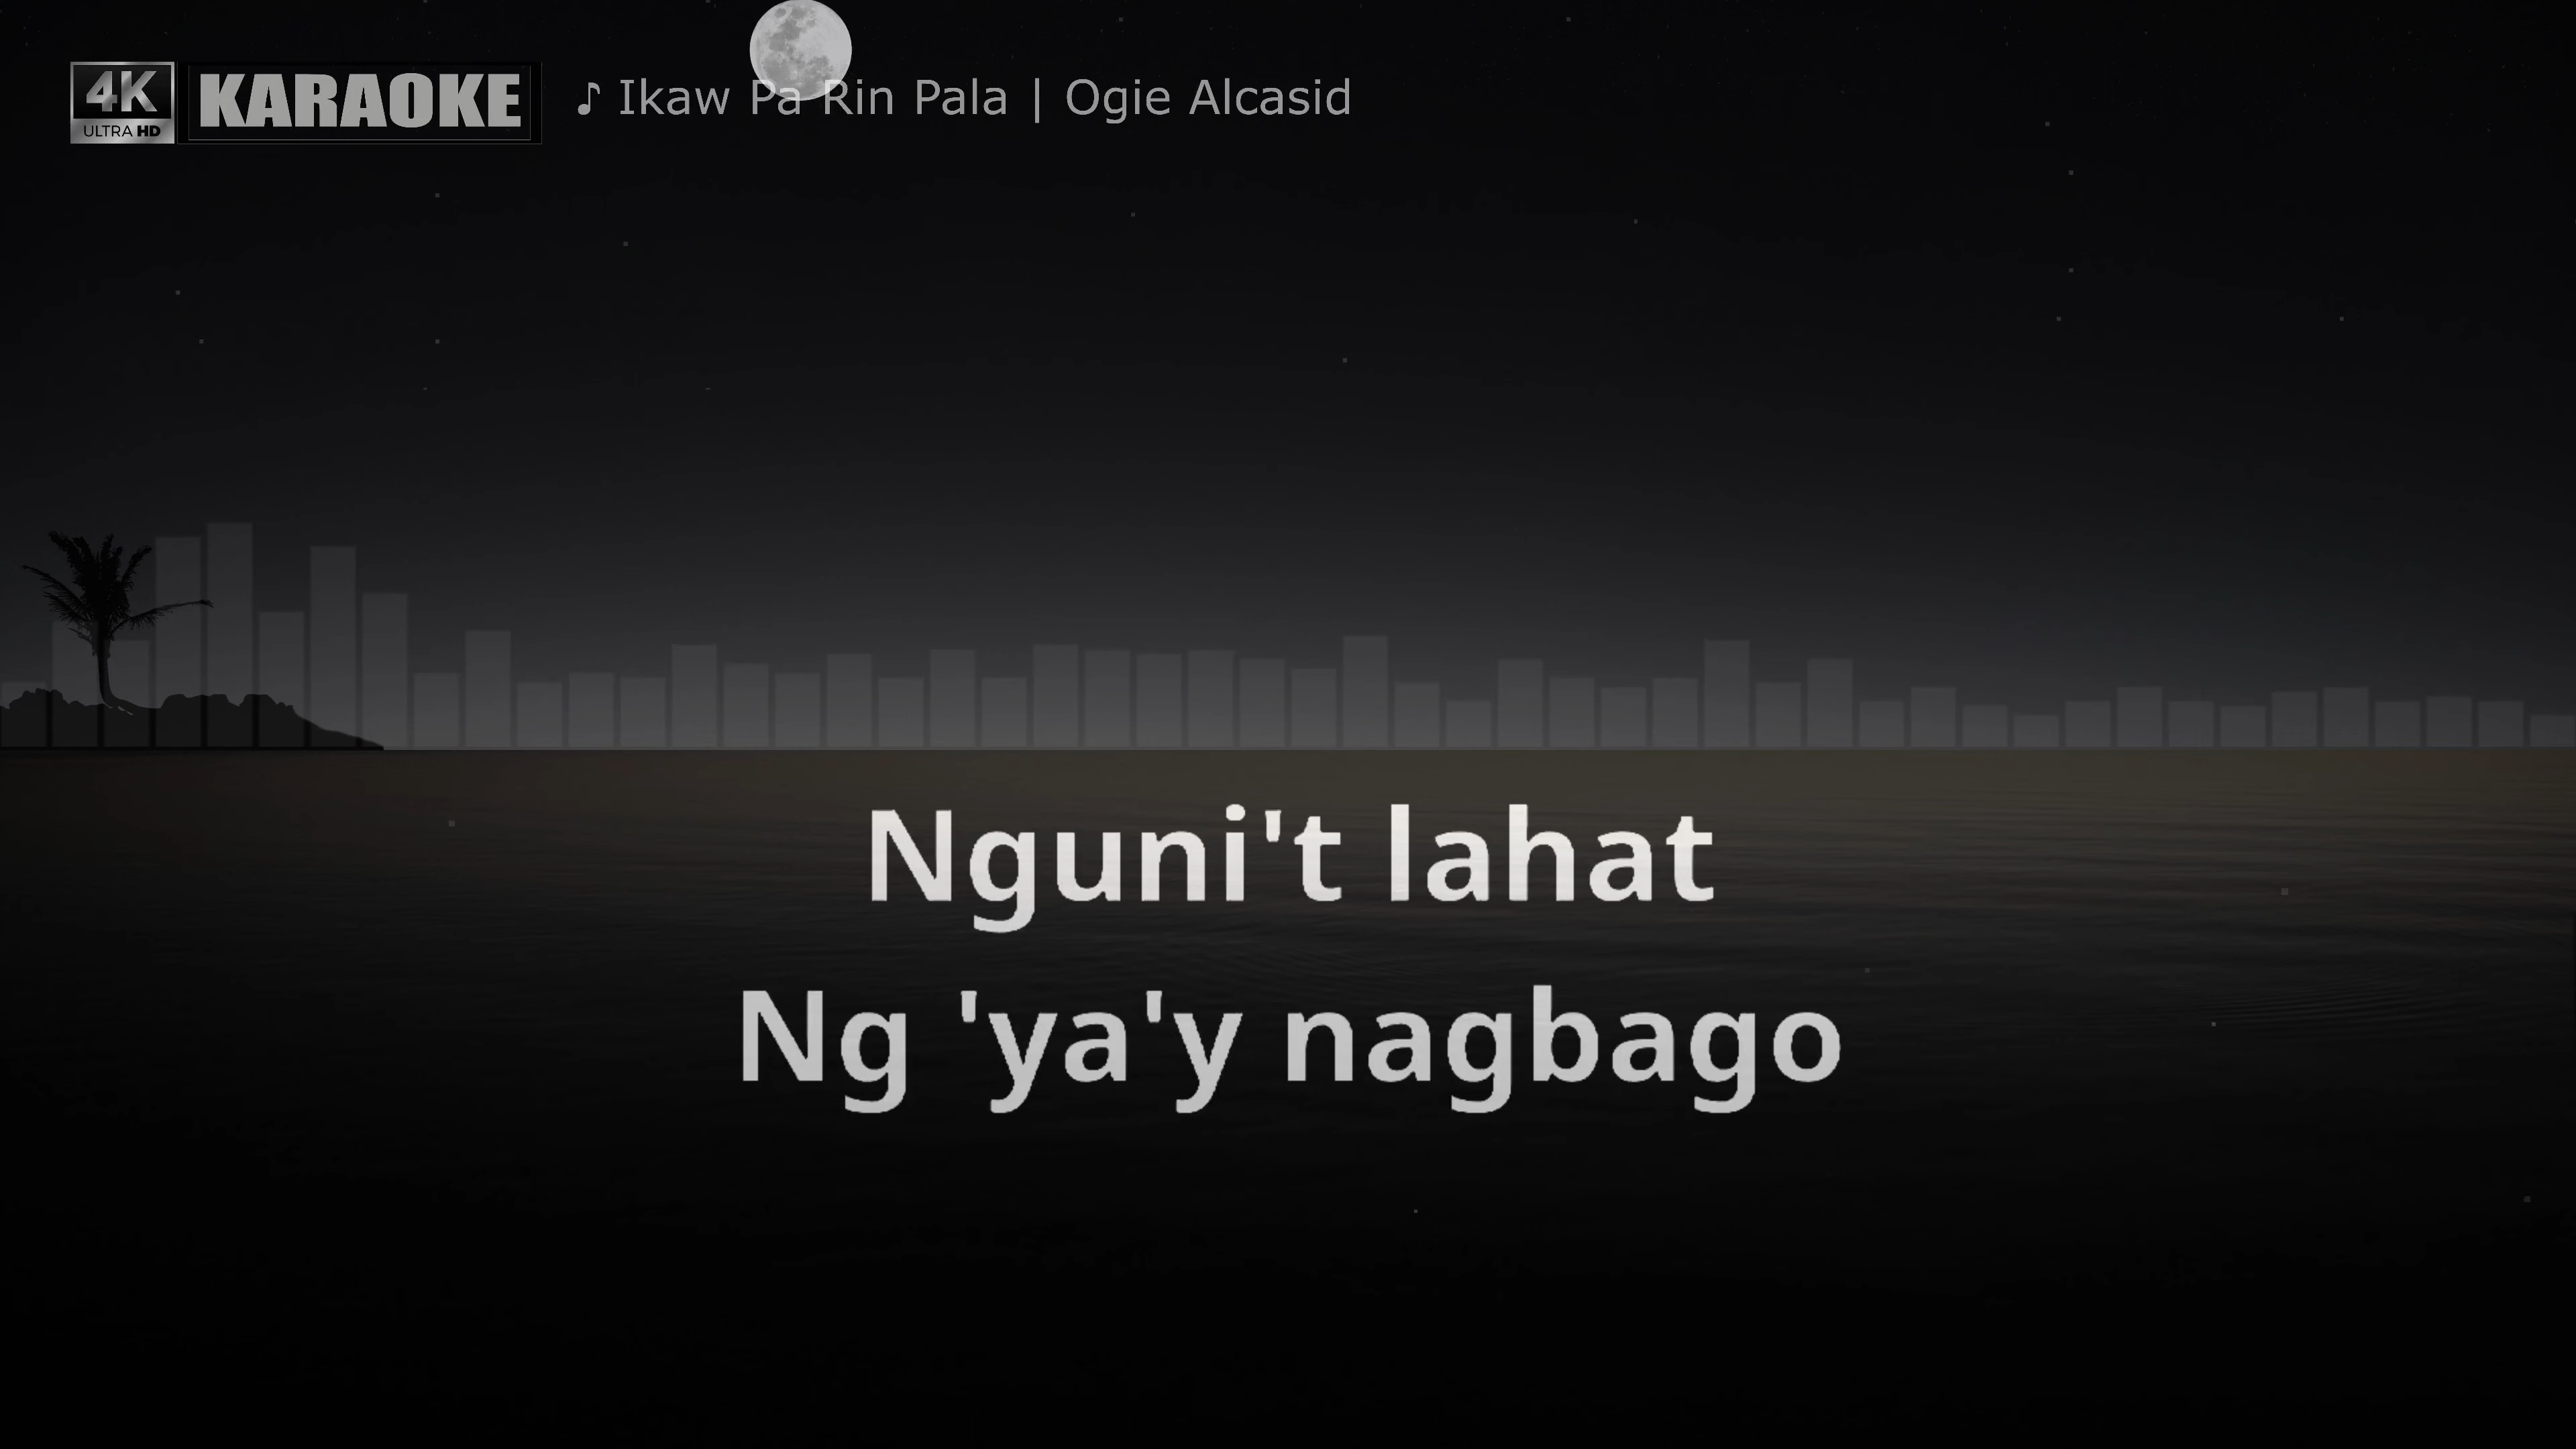 4K
ULTRA HD
KARAOKE
♪ Ikaw Pa Rin Pala | Ogie Alcasid
Nguni't lahat
Ng 'ya'y nagbago